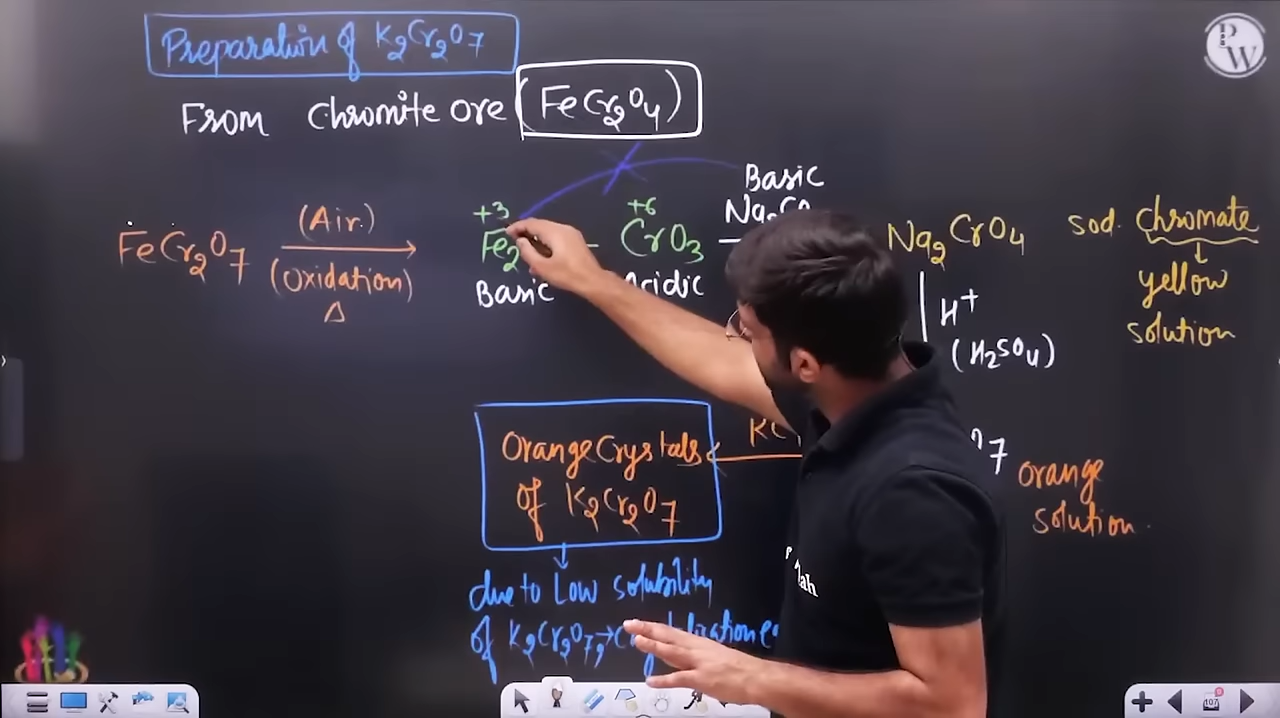 Preparation of K2Cr2O7
From Chromite ore (FeCr2O4)
P
W
Basic
(Air)
+3
+6
FeCr2O7
Fe2
CrO3
Na2CrO4
sod. Chromate
(Oxidation)
Δ
Basic
yellow
solution
H+
(H2SO4)
Orange Crystals
of K2Cr2O7
7
orange
solution
due to Low solubility
of K2Cr2O7,→
107